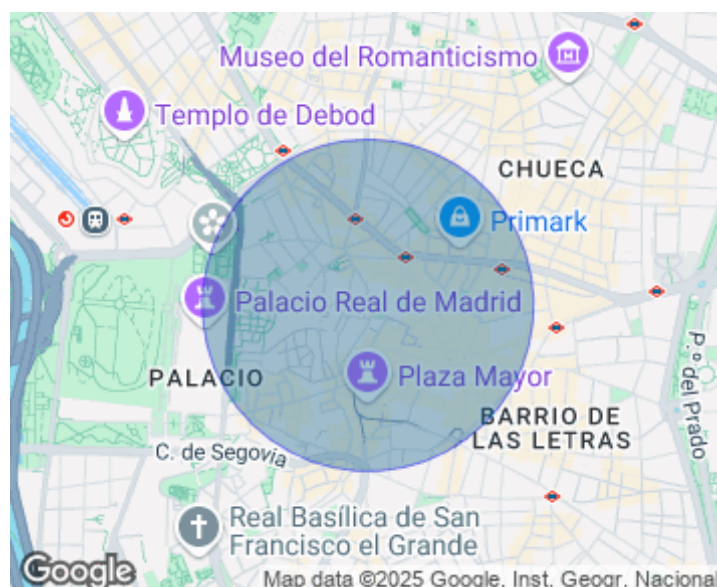 Museo del Romanticismo
Templo de Debod
CHUECA
Primark
Palacio Real de Madrid
PALACIO
Plaza Mayor
P.º del Prado
BARRIO DE
LAS LETRAS
C. de Segovia
Real Basílica de San
Francisco el Grande
Google
Map data ©2025 Google, Inst. Geogr. Nacional